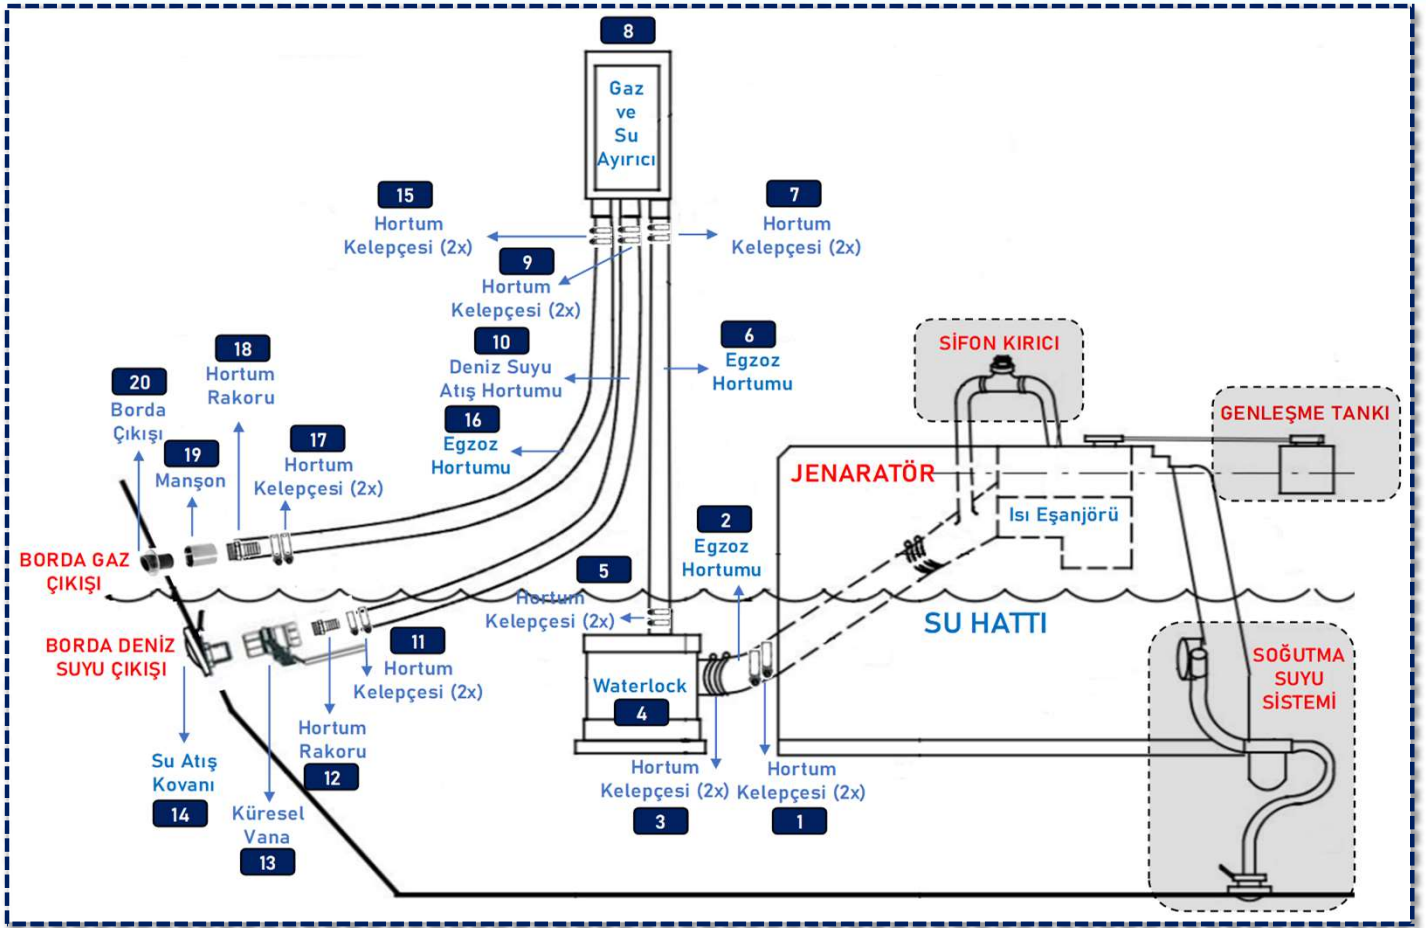 8
Gaz
ve
Su
Ayırıcı
15
Hortum
Kelepçesi (2x)
7
Hortum
Kelepçesi (2x)
9
Hortum
Kelepçesi (2x)
18
Hortum
Rakoru
10
Deniz Suyu
Atış Hortumu
6
Egzoz
Hortumu
SİFON KIRICI
20
Borda
Çıkışı
16
Egzoz
Hortumu
GENLEŞME TANKI
19
Manşon
17
Hortum
Kelepçesi (2x)
JENARATÖR
Isı Eşanjörü
2
Egzoz
Hortumu
BORDA GAZ
ÇIKIŞI
5
Hortum
Kelepçesi (2x)
SU HATTI
BORDA DENİZ
SUYU ÇIKIŞI
11
Hortum
Kelepçesi (2x)
SOĞUTMA
SUYU
SİSTEMİ
Waterlock
4
Hortum
Rakoru
12
Su Atış
Kovanı
14
Küresel
Vana
13
Hortum
Kelepçesi (2x)
3
Hortum
Kelepçesi (2x)
1